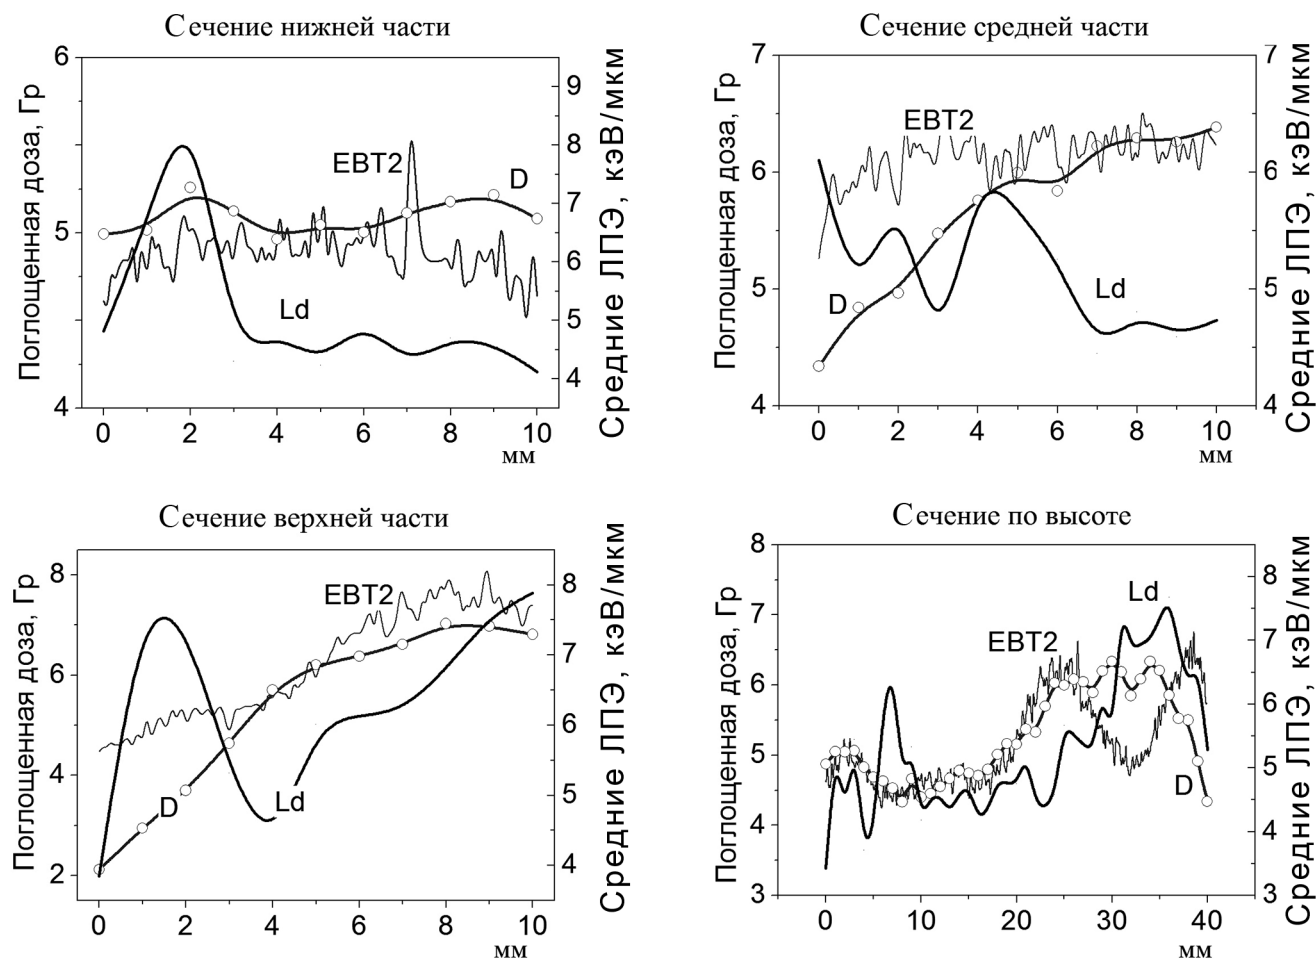 Сечение нижней части
Поглощенная доза, Гр
6
5
4
EBT2
D
Ld
9
8
7
6
5
4
Средние ЛПЭ, кэВ/мкм
0 2 4 6 8 10
мм
Сечение средней части
Поглощенная доза, Гр
7
6
5
4
EBT2
D
Ld
7
6
5
4
Средние ЛПЭ, кэВ/мкм
0 2 4 6 8 10
мм
Сечение верхней части
Поглощенная доза, Гр
8
6
4
2
EBT2
D
Ld
8
7
6
5
4
Средние ЛПЭ, кэВ/мкм
0 2 4 6 8 10
мм
Сечение по высоте
Поглощенная доза, Гр
8
7
6
5
4
3
Ld
EBT2
D
8
7
6
5
4
3
Средние ЛПЭ, кэВ/мкм
0 10 20 30 40
мм